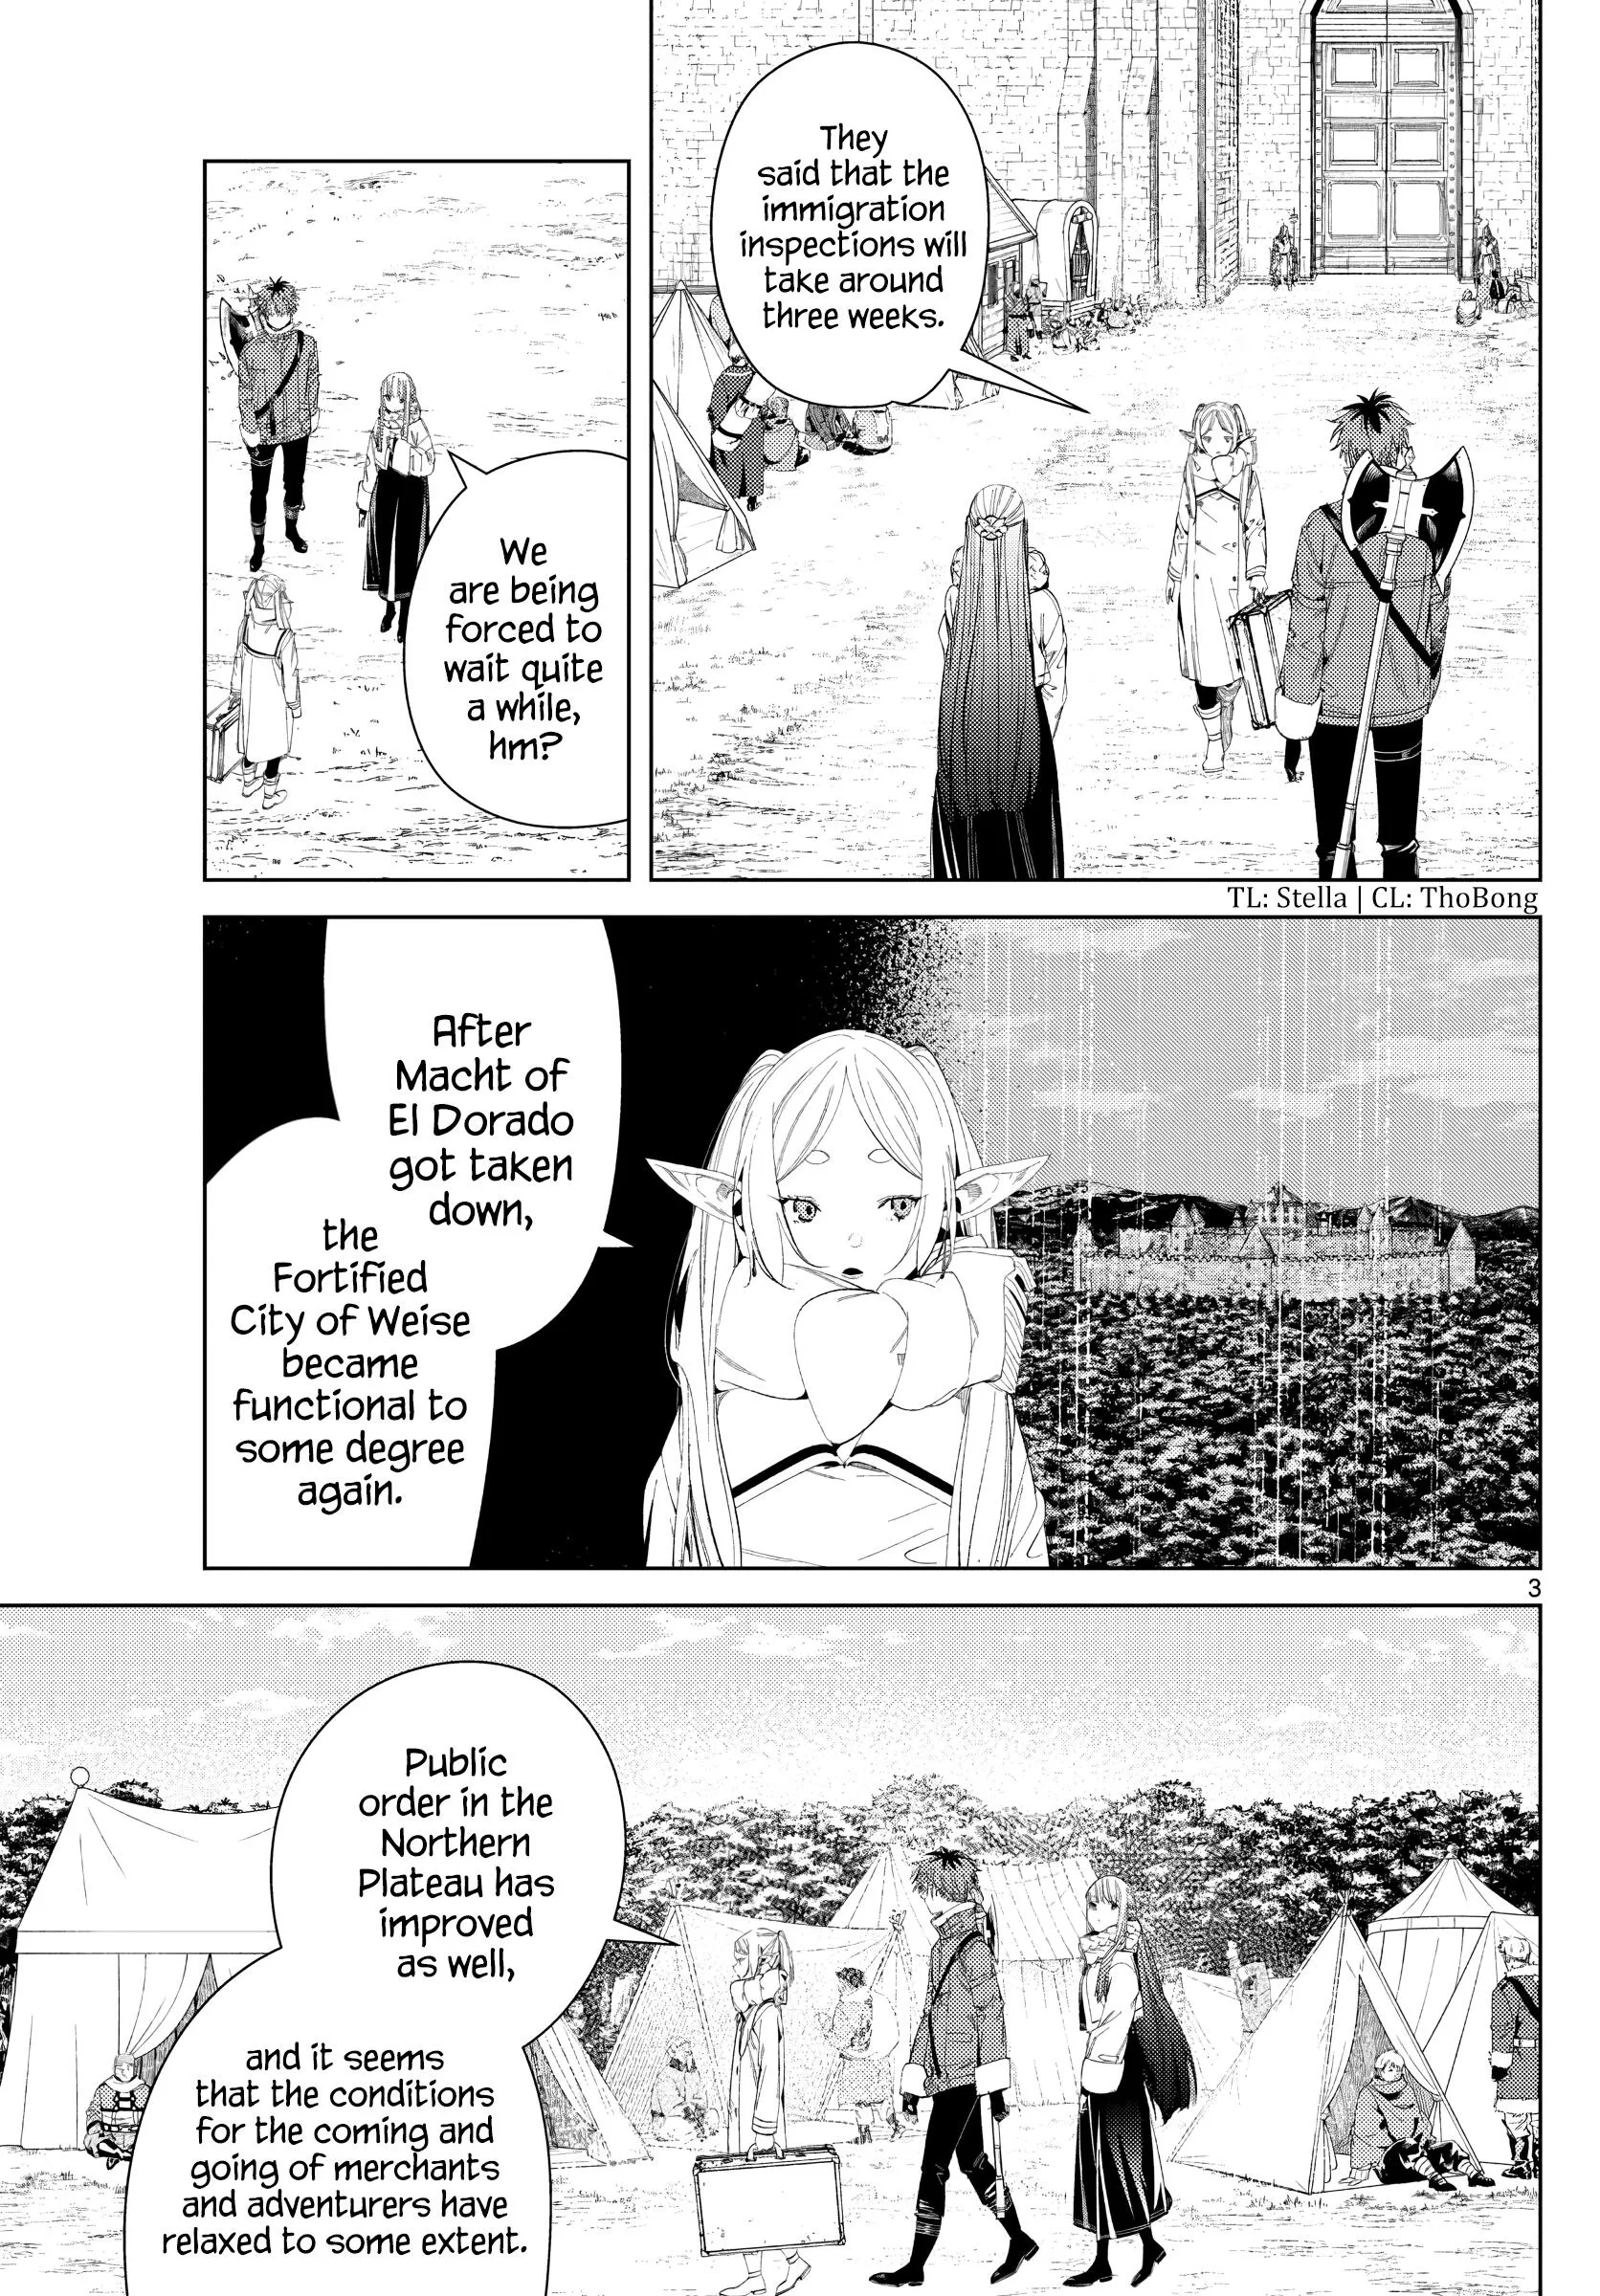 They
said that the
immigration
inspections will
take around
three weeks.
We
are being
forced to
wait quite
a while,
hm?
TL: Stella | CL: ThoBong
After
Macht of
El Dorado
got taken
down,
the
Fortified
City of Weise
became
functional to
some degree
again.
3
Public
order in the
Northern
Plateau has
improved
as well,
and it seems
that the conditions
for the coming and
going of merchants
and adventurers have
relaxed to some extent.